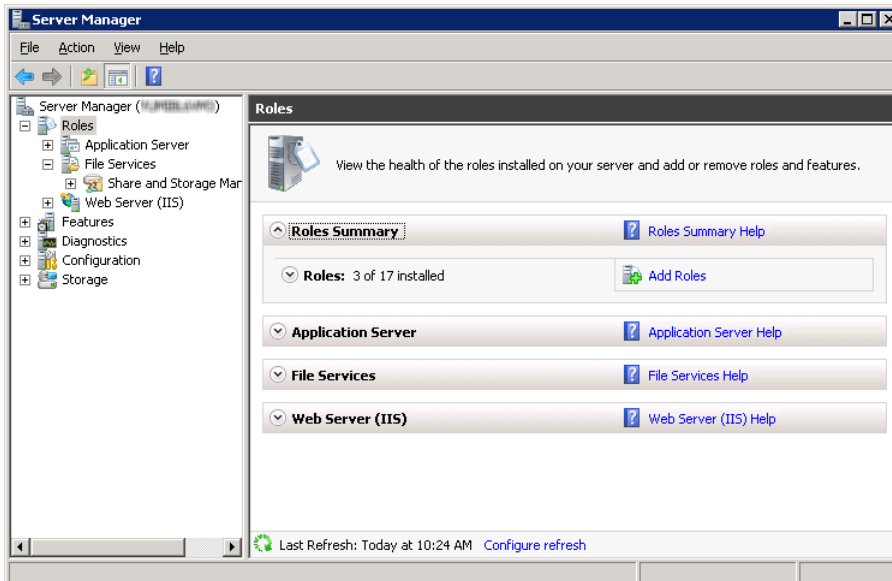 Server Manager
File Action View Help
Server Manager ( )
Roles
Application Server
File Services
Share and Storage Mar
Web Server (IIS)
Features
Diagnostics
Configuration
Storage
Roles
View the health of the roles installed on your server and add or remove roles and features.
Roles Summary
Roles Summary Help
Roles: 3 of 17 installed
Add Roles
Application Server
Application Server Help
File Services
File Services Help
Web Server (IIS)
Web Server (IIS) Help
Last Refresh: Today at 10:24 AM Configure refresh